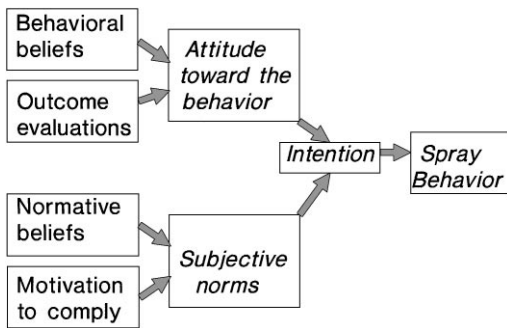 Behavioral
beliefs
Outcome
evaluations
Attitude
toward the
behavior
Intention
Spray
Behavior
Normative
beliefs
Motivation
to comply
Subjective
norms